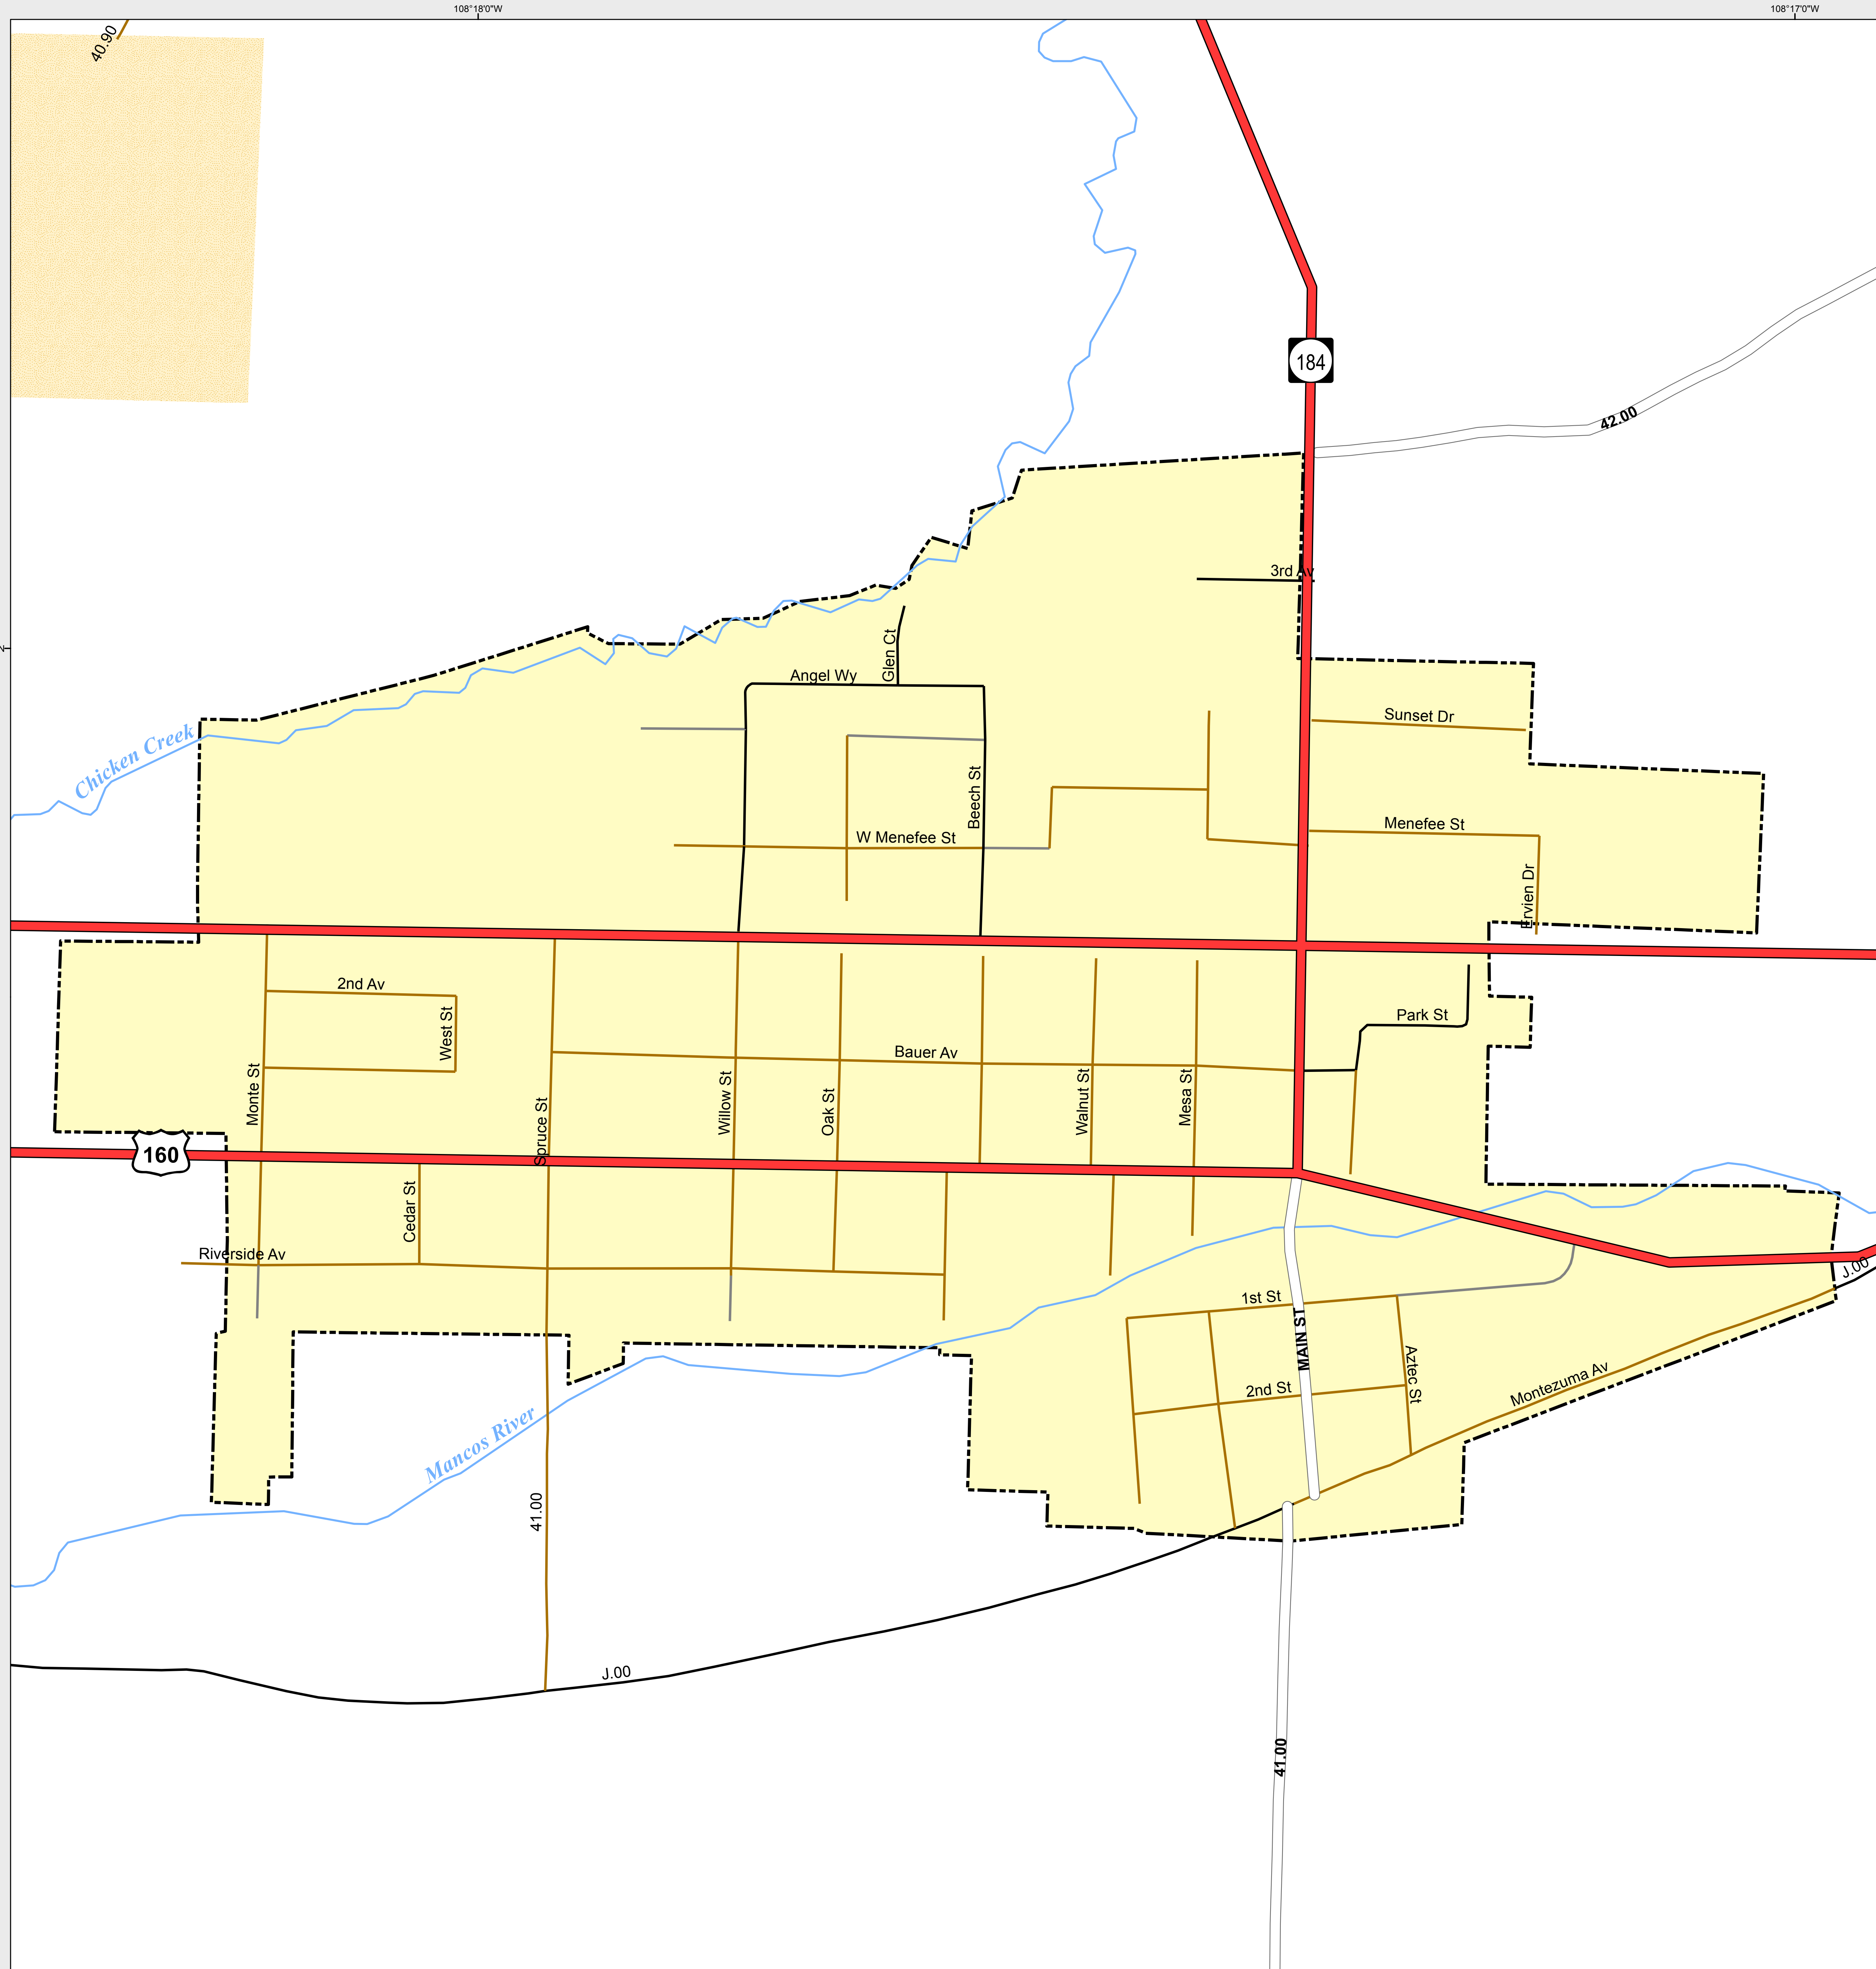 108°18'0"W
108°17'0"W
40.90
184
42.00
3rd Av
Glen Ct
Angel Wy
Sunset Dr
Chicken Creek
Beech St
W Menefee St
Menefee St
Ervien Dr
2nd Av
West St
Park St
Bauer Av
Monte St
Spruce St
Willow St
Oak St
Walnut St
Mesa St
160
Cedar St
Riverside Av
1st St
MAIN ST
J.00
Aztec St
2nd St
Montezuma Av
Mancos River
41.00
J.00
41.00